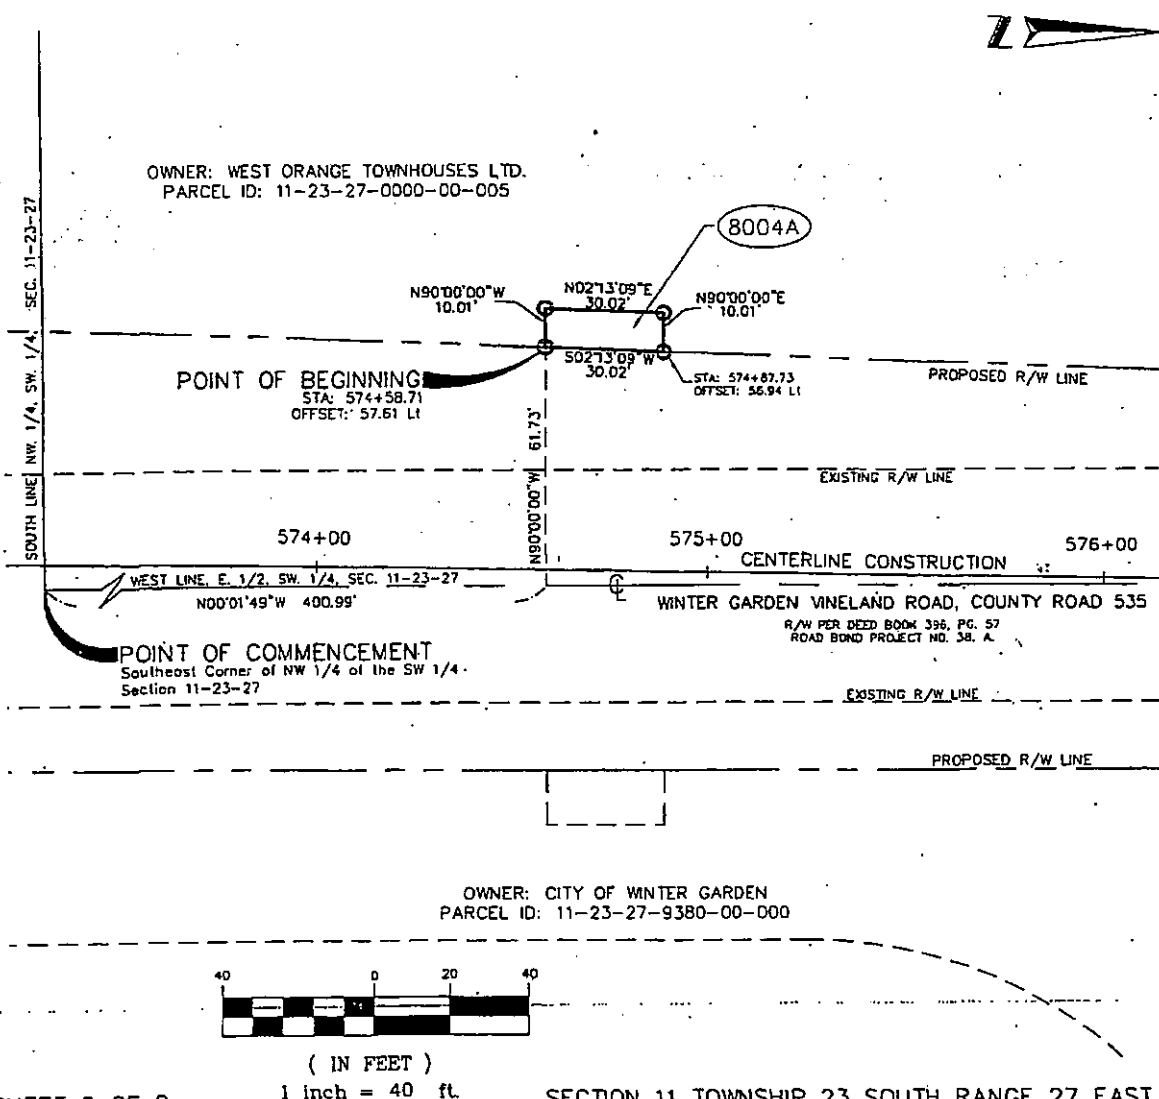 Z
OWNER: WEST ORANGE TOWNHOUSES LTD.
PARCEL ID: 11-23-27-0000-00-005
8004A
SOUTH LINE NW. 1/4, SW. 1/4, SEC. 11-23-27
N90°00'00"W
10.01'
N02°13'09"E
30.02'
N90°00'00"E
10.01'
S02°13'09"W
30.02'
POINT OF BEGINNING
STA: 574+58.71
OFFSET: 57.61 Lt
STA: 574+87.73
OFFSET: 56.94 Lt
PROPOSED R/W LINE
N90°00'00"W 61.73'
EXISTING R/W LINE
574+00
575+00
576+00
CENTERLINE CONSTRUCTION
WEST LINE, E. 1/2, SW. 1/4, SEC. 11-23-27
N00°01'49"W 400.99'
WINTER GARDEN VINELAND ROAD, COUNTY ROAD 535
R/W PER DEED BOOK 396, PG. 57
ROAD BOND PROJECT NO. 38, A.
POINT OF COMMENCEMENT
Southeast Corner of NW 1/4 of the SW 1/4
Section 11-23-27
EXISTING R/W LINE
PROPOSED R/W LINE
OWNER: CITY OF WINTER GARDEN
PARCEL ID: 11-23-27-9380-00-000
40 0 20 40
( IN FEET )
1 inch = 40 ft.
SECTION 11 TOWNSHIP 23 SOUTH RANGE 27 EAST